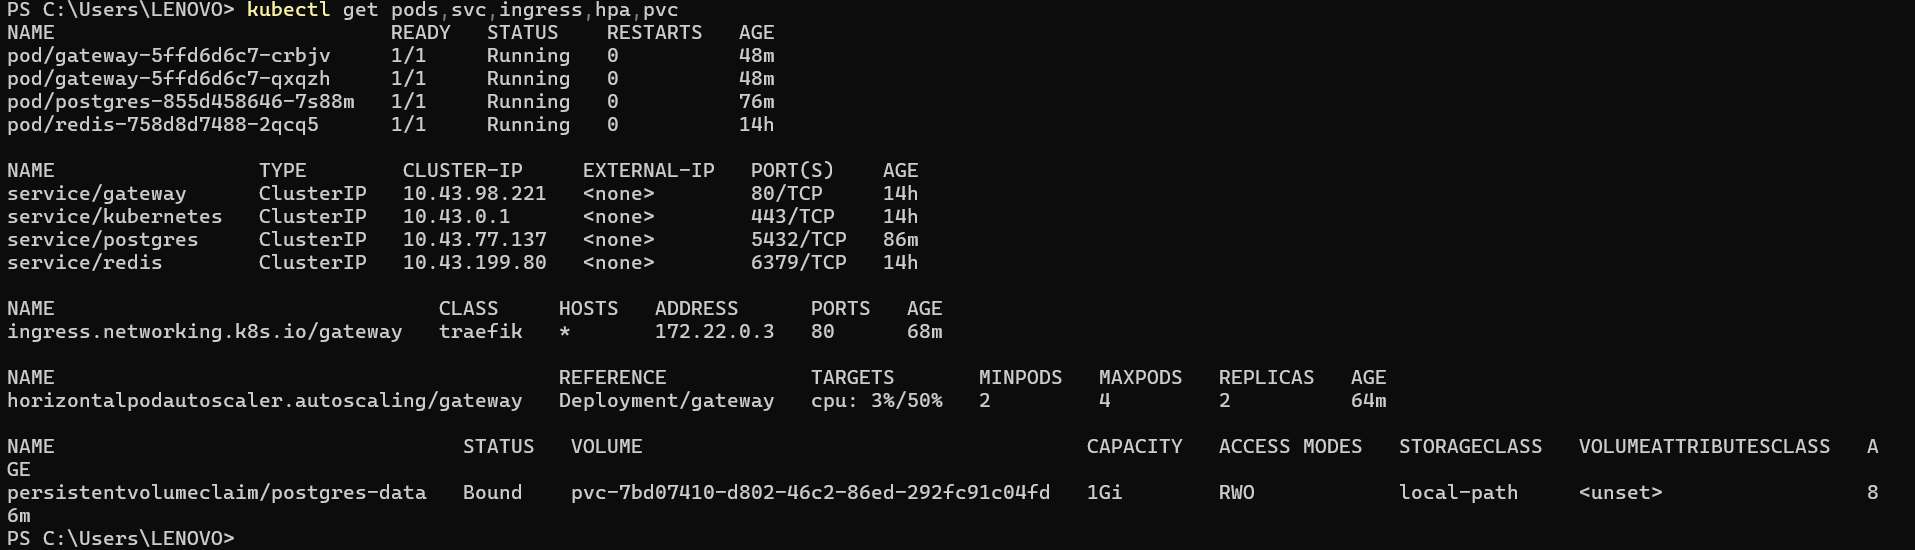 PS C:\Users\LENOVO> kubectl get pods,svc,ingress,hpa,pvc
NAME                            READY   STATUS    RESTARTS   AGE
pod/gateway-5ffd6d6c7-crbjv     1/1     Running   0          48m
pod/gateway-5ffd6d6c7-qxqzh     1/1     Running   0          48m
pod/postgres-855d458646-7s88m   1/1     Running   0          76m
pod/redis-758d8d7488-2qcq5      1/1     Running   0          14h

NAME                 TYPE        CLUSTER-IP     EXTERNAL-IP   PORT(S)    AGE
service/gateway      ClusterIP   10.43.98.221   <none>        80/TCP     14h
service/kubernetes   ClusterIP   10.43.0.1      <none>        443/TCP    14h
service/postgres     ClusterIP   10.43.77.137   <none>        5432/TCP   86m
service/redis        ClusterIP   10.43.199.80   <none>        6379/TCP   14h

NAME                                CLASS     HOSTS   ADDRESS      PORTS   AGE
ingress.networking.k8s.io/gateway   traefik   *       172.22.0.3   80      68m

NAME                                          REFERENCE            TARGETS       MINPODS   MAXPODS   REPLICAS   AGE
horizontalpodautoscaler.autoscaling/gateway   Deployment/gateway   cpu: 3%/50%   2         4         2          64m

NAME                                  STATUS   VOLUME                                     CAPACITY   ACCESS MODES   STORAGECLASS   VOLUMEATTRIBUTESCLASS   A
GE
persistentvolumeclaim/postgres-data   Bound    pvc-7bd07410-d802-46c2-86ed-292fc91c04fd   1Gi        RWO            local-path     <unset>                 8
6m
PS C:\Users\LENOVO>